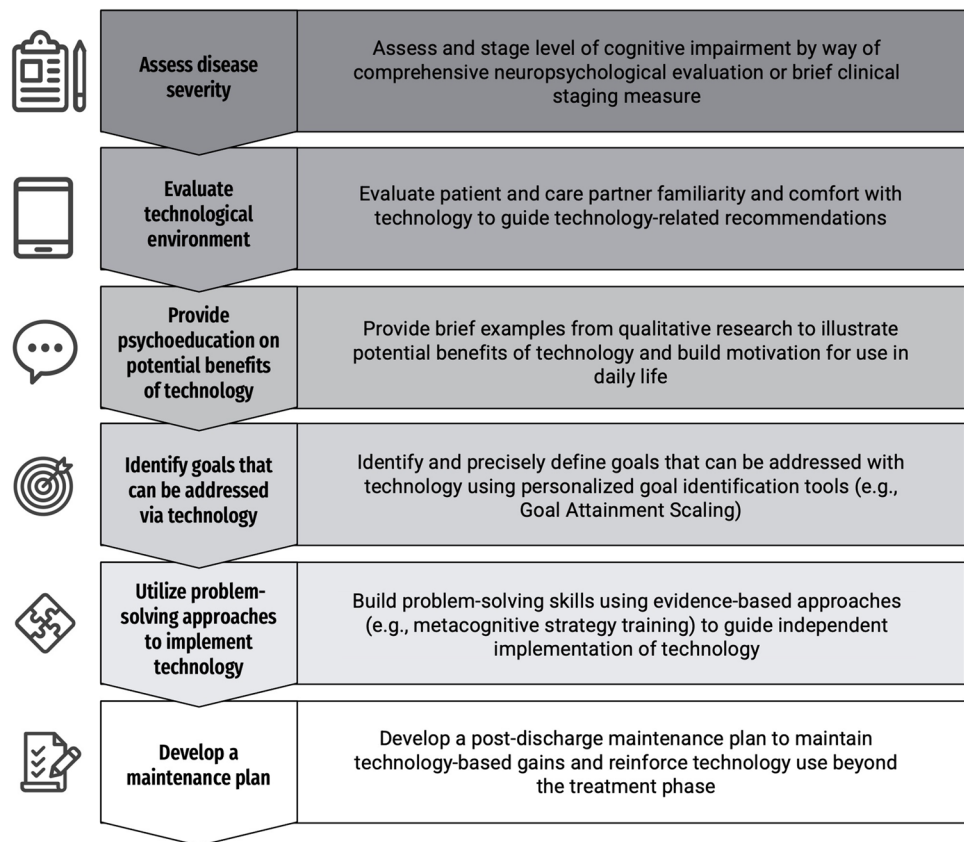 Assess disease
severity
Assess and stage level of cognitive impairment by way of
comprehensive neuropsychological evaluation or brief clinical
staging measure
Evaluate
technological
environment
Evaluate patient and care partner familiarity and comfort with
technology to guide technology-related recommendations
Provide
psychoeducation on
potential benefits
of technology
Provide brief examples from qualitative research to illustrate
potential benefits of technology and build motivation for use in
daily life
Identify goals that
can be addressed
via technology
Identify and precisely define goals that can be addressed with
technology using personalized goal identification tools (e.g.,
Goal Attainment Scaling)
Utilize problem-
solving approaches
to implement
technology
Build problem-solving skills using evidence-based approaches
(e.g., metacognitive strategy training) to guide independent
implementation of technology
Develop a
maintenance plan
Develop a post-discharge maintenance plan to maintain
technology-based gains and reinforce technology use beyond
the treatment phase